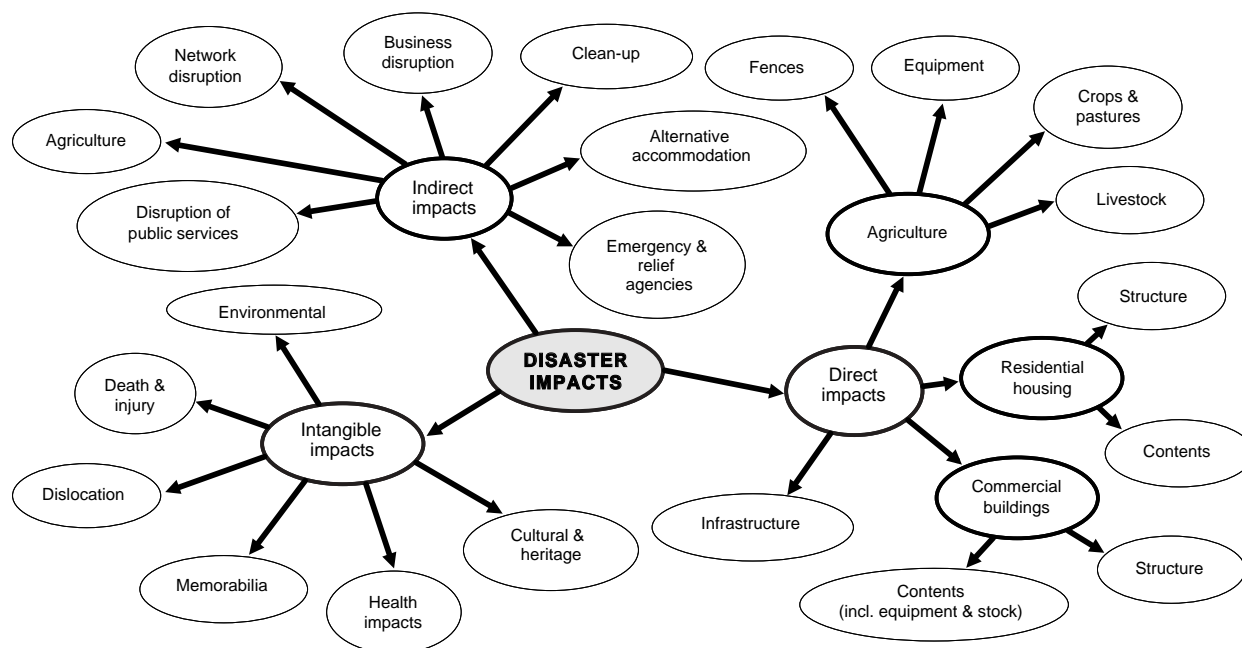 Network
disruption
Business
disruption
Clean-up
Agriculture
Indirect
impacts
Alternative
accommodation
Disruption of
public services
Emergency &
relief
agencies
Fences
Equipment
Crops &
pastures
Livestock
Agriculture
DISASTER
IMPACTS
Direct
impacts
Residential
housing
Structure
Contents
Commercial
buildings
Structure
Contents
(incl. equipment & stock)
Infrastructure
Environmental
Death &
injury
Intangible
impacts
Dislocation
Memorabilia
Health
impacts
Cultural &
heritage